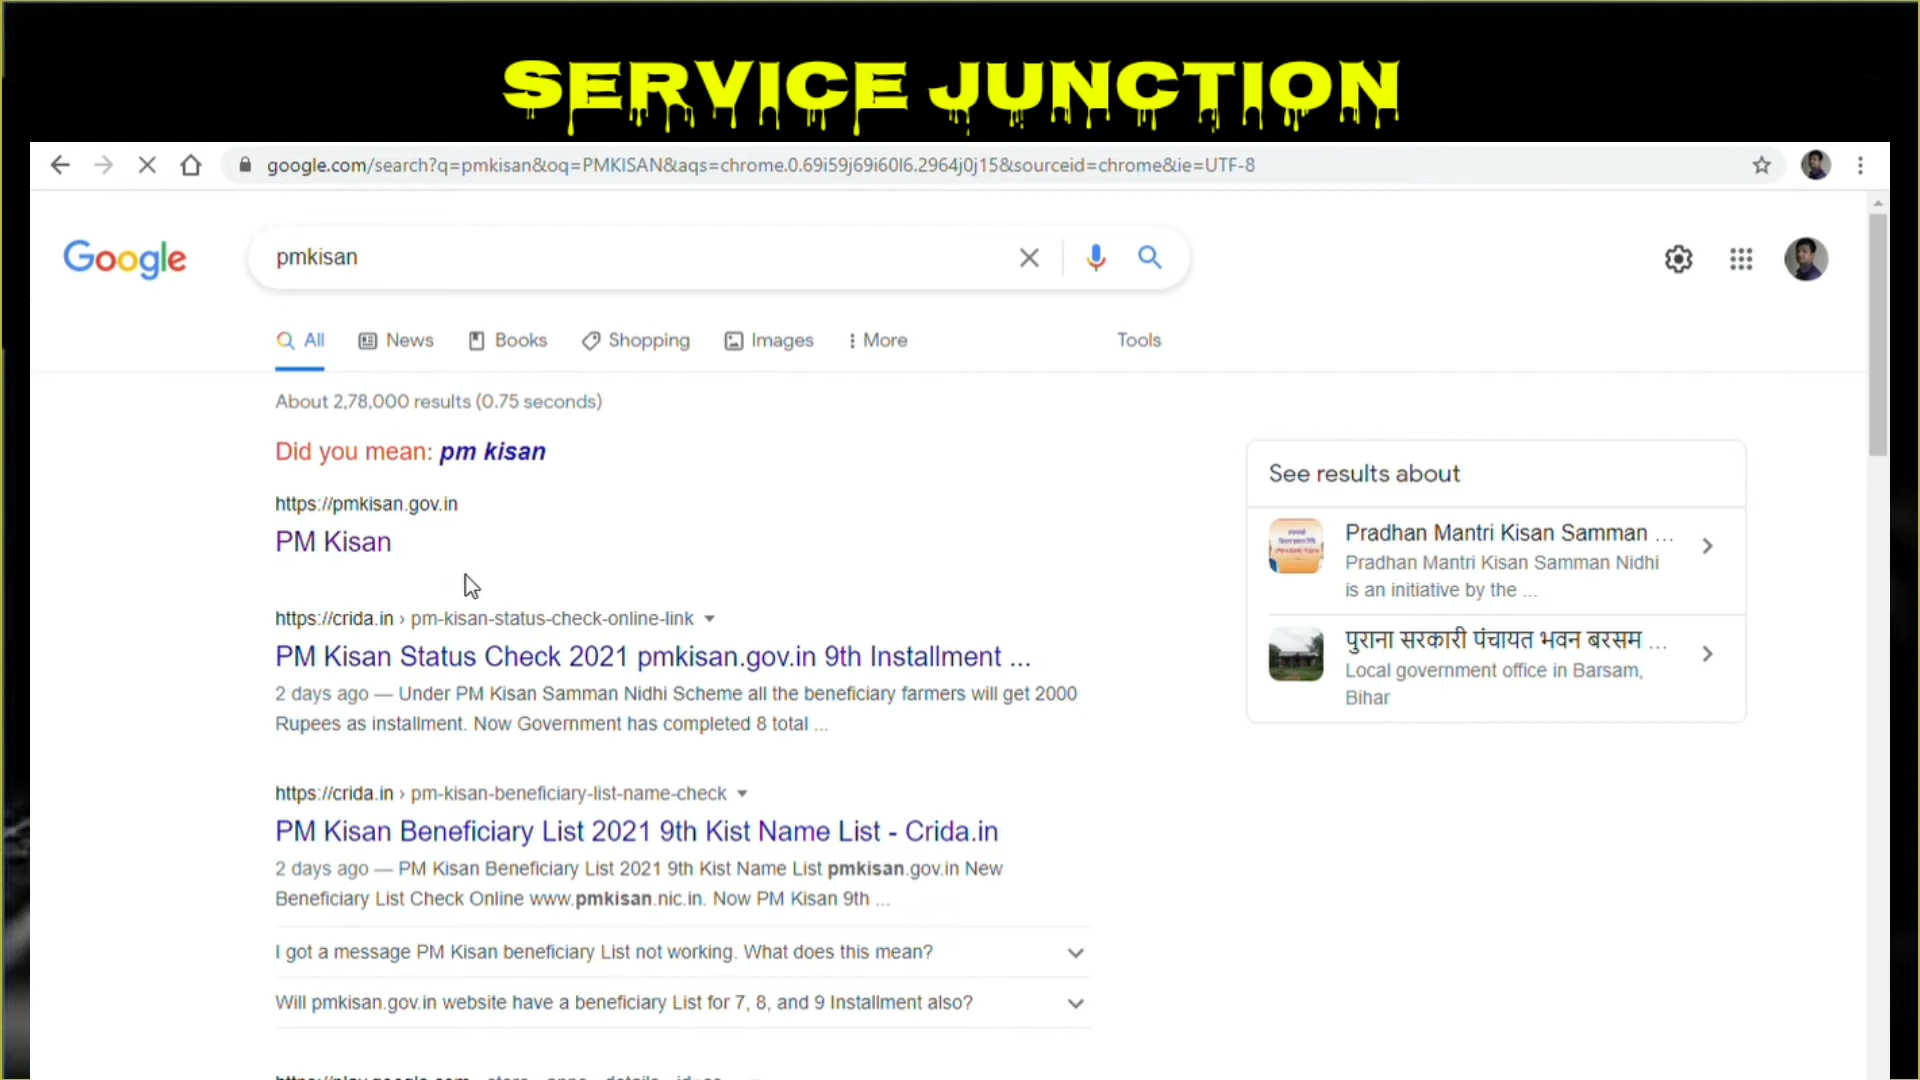 SERVICE JUNCTION
google.com/search?q=pmkisan&oq=PMKISAN&aqs=chrome.0.69i59j69i60l6.2964j0j15&sourceid=chrome&ie=UTF-8
Google
pmkisan
All News Books Shopping Images More Tools
About 2,78,000 results (0.75 seconds)
Did you mean: pm kisan
https://pmkisan.gov.in
PM Kisan
https://crida.in › pm-kisan-status-check-online-link
PM Kisan Status Check 2021 pmkisan.gov.in 9th Installment ...
2 days ago — Under PM Kisan Samman Nidhi Scheme all the beneficiary farmers will get 2000
Rupees as installment. Now Government has completed 8 total ...
https://crida.in › pm-kisan-beneficiary-list-name-check
PM Kisan Beneficiary List 2021 9th Kist Name List - Crida.in
2 days ago — PM Kisan Beneficiary List 2021 9th Kist Name List pmkisan.gov.in New
Beneficiary List Check Online www.pmkisan.nic.in. Now PM Kisan 9th ...
I got a message PM Kisan beneficiary List not working. What does this mean?
Will pmkisan.gov.in website have a beneficiary List for 7, 8, and 9 Installment also?
See results about
Pradhan Mantri Kisan Samman ...
Pradhan Mantri Kisan Samman Nidhi
is an initiative by the ...
पुराना सरकारी पंचायत भवन बरसम ...
Local government office in Barsam,
Bihar